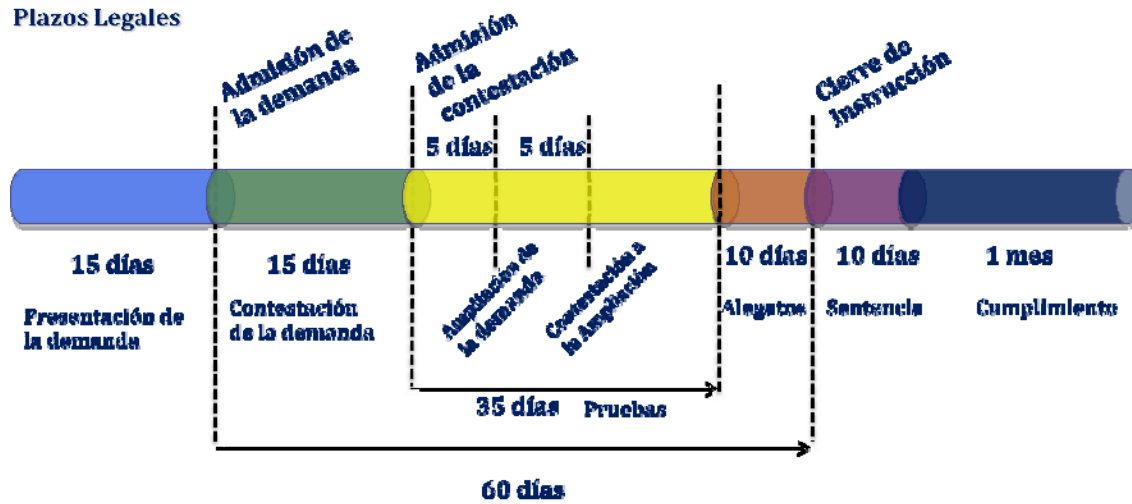 Plazos Legales
Admisión de
la demanda
Admisión
de la
contestación
Cierre de
Instrucción
5 días
5 días
15 días
15 días
10 días
10 días
1 mes
Presentación de
la demanda
Contestación
de la demanda
Ampliación de
la demanda
Contestación a
la Ampliación
Alegatos
Sentencia
Cumplimiento
35 días
Pruebas
60 días